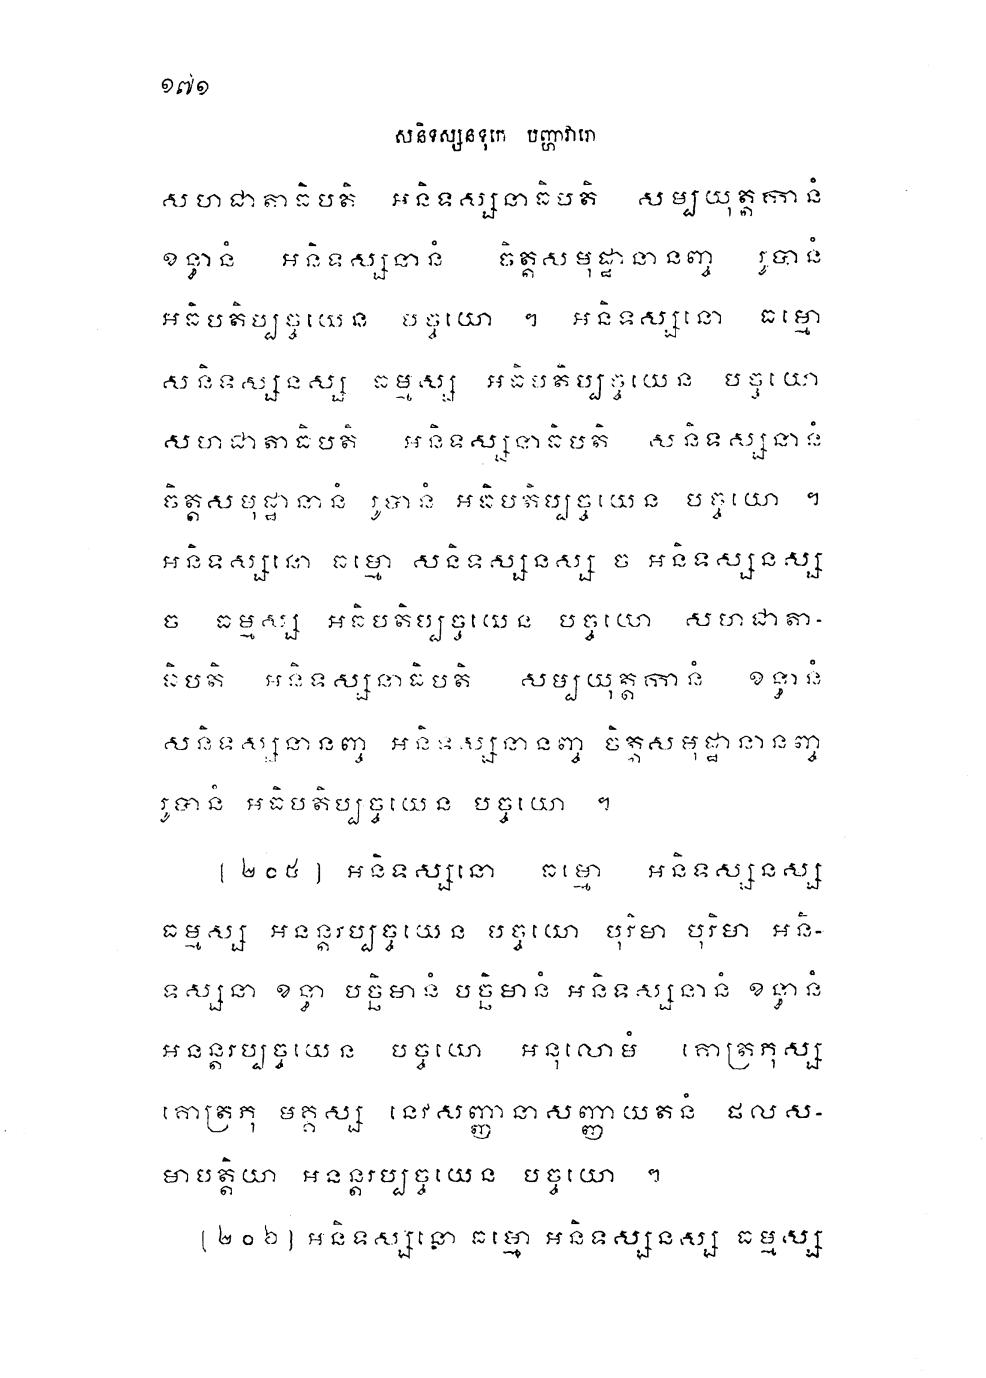 ១៧១
សនិទស្សនទុកេ បញ្ហាវារោ
សហជាតាធិបតិ អនិទស្សនាធិបតិ សម្បយុត្តកានំ
ខន្ធានំ អនិទស្សនានំ ចិត្តសមុដ្ឋានានញ្ច រូបានំ
អធិបតិប្បច្ចយេន បច្ចយោ ។ អនិទស្សនោ ធម្មោ
សនិទស្សនស្ស ធម្មស្ស អធិបតិប្បច្ចយេន បច្ចយោ
សហជាតាធិបតិ អនិទស្សនាធិបតិ សនិទស្សនានំ
ចិត្តសមុដ្ឋានានំ រូបានំ អធិបតិប្បច្ចយេន បច្ចយោ ។
អនិទស្សនោ ធម្មោ សនិទស្សនស្ស ច អនិទស្សនស្ស
ច ធម្មស្ស អធិបតិប្បច្ចយេន បច្ចយោ សហជាតា-
ធិបតិ អនិទស្សនាធិបតិ សម្បយុត្តកានំ ខន្ធានំ
សនិទស្សនានញ្ច អនិទស្សនានញ្ច ចិត្តសមុដ្ឋានានញ្ច
រូបានំ អធិបតិប្បច្ចយេន បច្ចយោ ។
[២០៥] អនិទស្សនោ ធម្មោ អនិទស្សនស្ស
ធម្មស្ស អនន្តរប្បច្ចយេន បច្ចយោ បុរិមា បុរិមា អនិ-
ទស្សនា ខន្ធា បច្ឆិមានំ បច្ឆិមានំ អនិទស្សនានំ ខន្ធានំ
អនន្តរប្បច្ចយេន បច្ចយោ អនុលោមំ គោត្រភុស្ស
គោត្រភុ មគ្គស្ស នេវសញ្ញានាសញ្ញាយតនំ ផលស-
មាបត្តិយា អនន្តរប្បច្ចយេន បច្ចយោ ។
[២០៦] អនិទស្សនោ ធម្មោ អនិទស្សនស្ស ធម្មស្ស